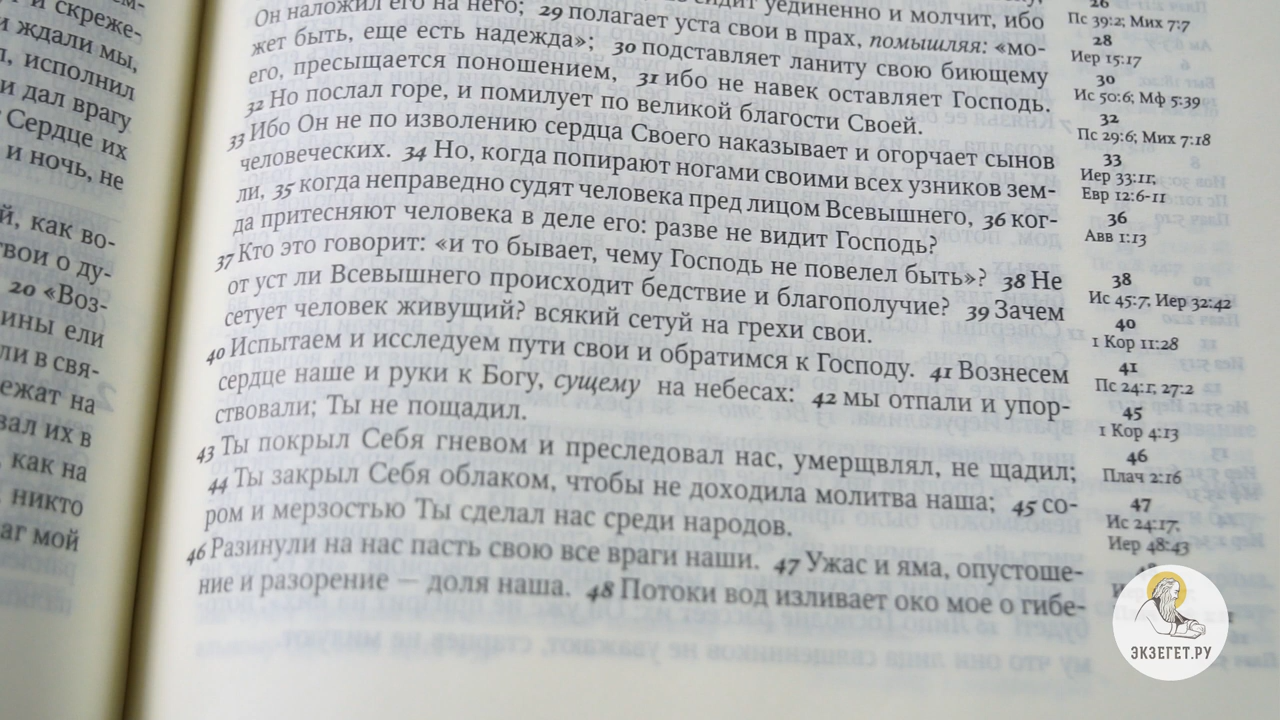 ем-
и скреже-
ждали мы,
исполнил
и дал врагу
Сердце их
и ночь, не
й, как во-
твои о ду-
20 «Воз-
ины ели
ли в свя-
ежат на
вал их в
, как на
никто
аг мой
сидит уединенно и молчит, ибо
Он наложил его на него; 29 полагает уста свои в прах, помышляя: «мо-
жет быть, еще есть надежда»; 30 подставляет ланиту свою биющему
его, пресыщается поношением, 31 ибо не навек оставляет Господь.
32 Но послал горе, и помилует по великой благости Своей.
33 Ибо Он не по изволению сердца Своего наказывает и огорчает сынов
человеческих. 34 Но, когда попирают ногами своими всех узников зем-
ли, 35 когда неправедно судят человека пред лицом Всевышнего, 36 ког-
да притесняют человека в деле его: разве не видит Господь?
37 Кто это говорит: «и то бывает, чему Господь не повелел быть»? 38 Не
от уст ли Всевышнего происходит бедствие и благополучие? 39 Зачем
сетует человек живущий? всякий сетуй на грехи свои.
40 Испытаем и исследуем пути свои и обратимся к Господу. 41 Вознесем
сердце наше и руки к Богу, сущему на небесах: 42 мы отпали и упор-
ствовали; Ты не пощадил.
43 Ты покрыл Себя гневом и преследовал нас, умерщвлял, не щадил;
44 Ты закрыл Себя облаком, чтобы не доходила молитва наша; 45 со-
ром и мерзостью Ты сделал нас среди народов.
46 Разинули на нас пасть свою все враги наши. 47 Ужас и яма, опустоше-
ние и разорение — доля наша. 48 Потоки вод изливает око мое о гибе-
26
Пс 39:2; Мих 7:7
28
Иер 15:17
30
Ис 50:6; Мф 5:39
32
Пс 29:6; Мих 7:18
33
Иер 33:11;
Евр 12:6-11
36
Авв 1:13
38
Ис 45:7, Иер 32:42
40
1 Кор 11:28
41
Пс 24:1, 27:2
45
1 Кор 4:13
46
Плач 2:16
47
Ис 24:17;
Иер 48:43
ЭКЗЕГЕТ.РУ